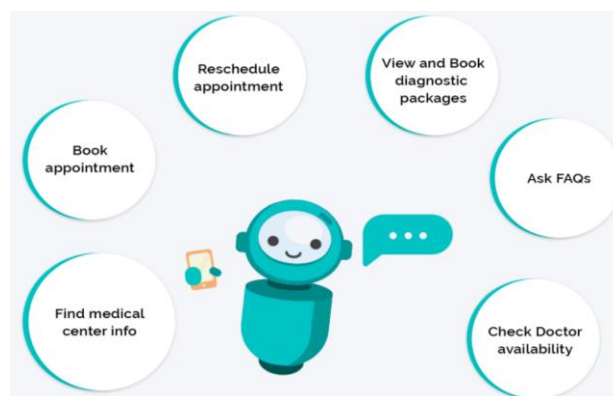 Reschedule
appointment
View and Book
diagnostic
packages
Book
appointment
Ask FAQs
Find medical
center info
Check Doctor
availability